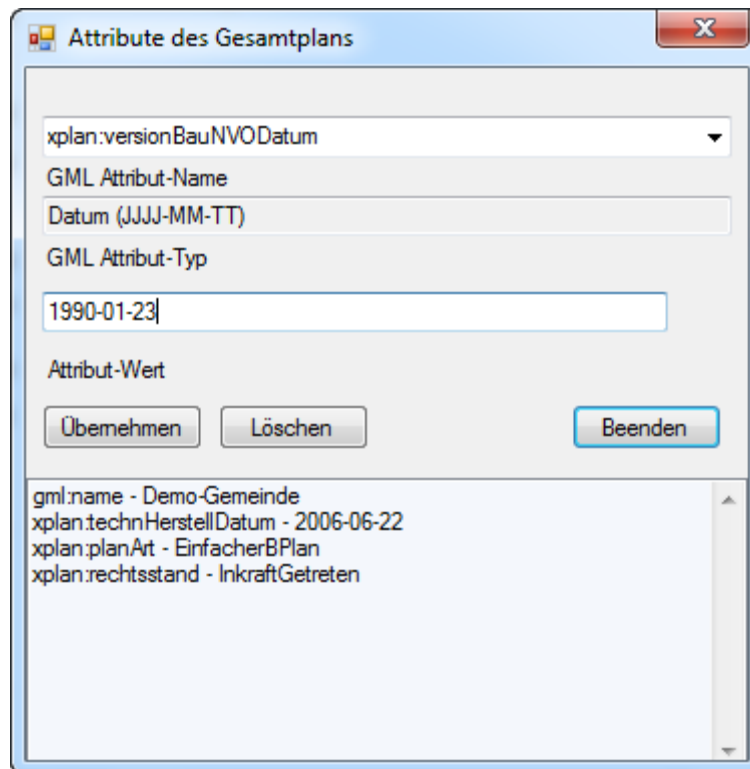 Attribute des Gesamtplans
xplan:versionBauNVODatum
GML Attribut-Name
Datum (JJJJ-MM-TT)
GML Attribut-Typ
1990-01-23
Attribut-Wert
Übernehmen Löschen Beenden
gml:name - Demo-Gemeinde
xplan:technHerstellDatum - 2006-06-22
xplan:planArt - EinfacherBPlan
xplan:rechtsstand - InkraftGetreten